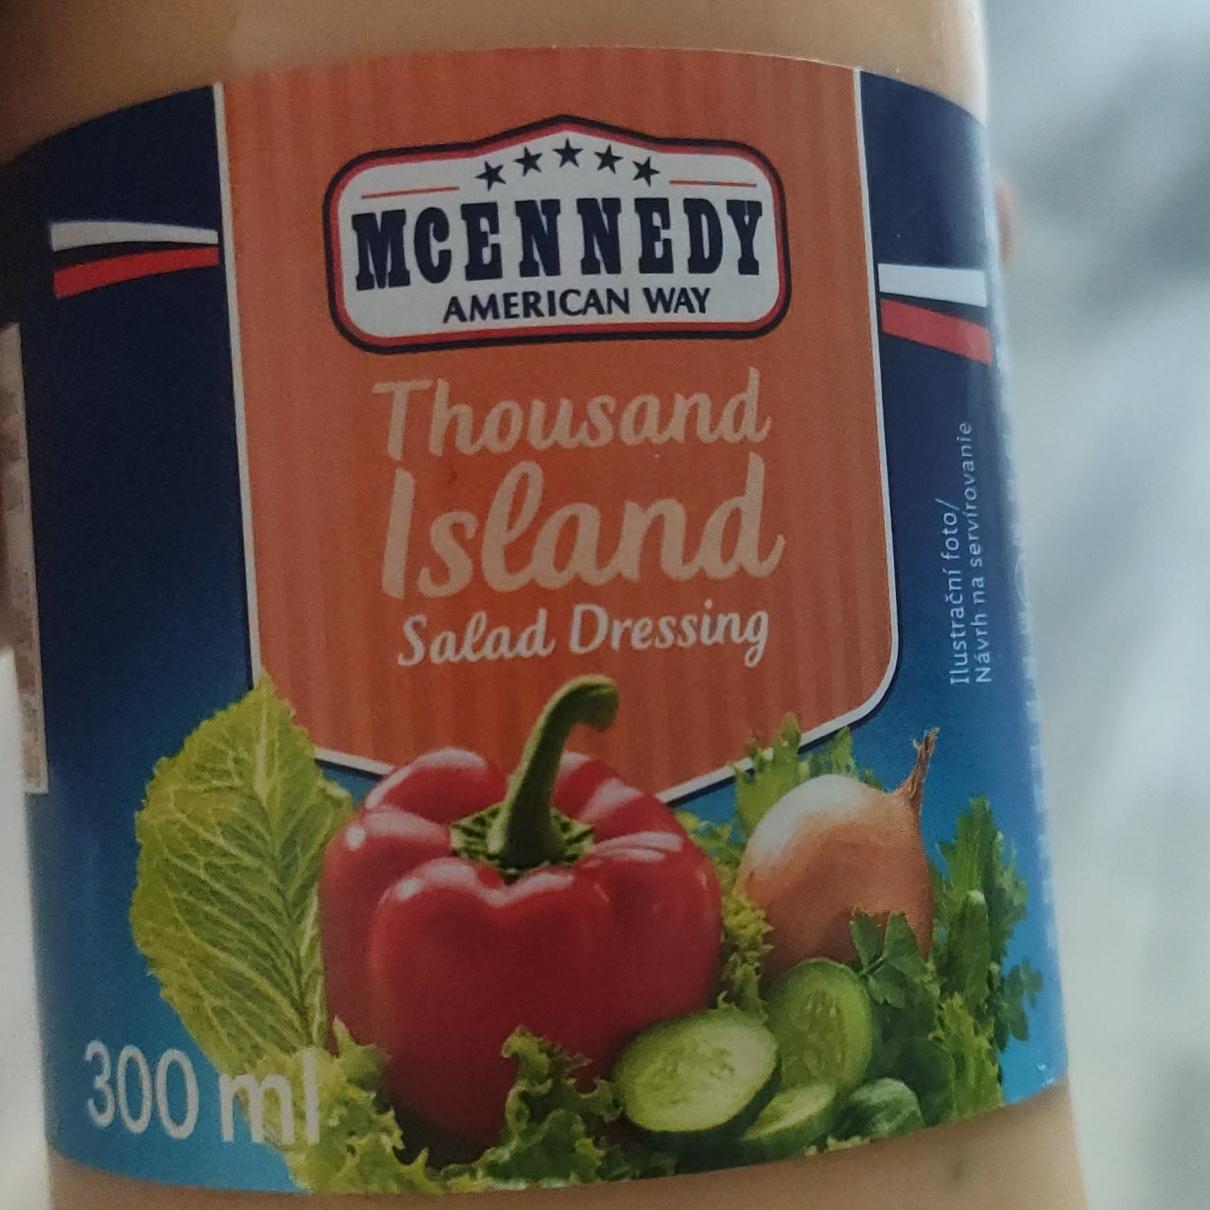 MCENNEDY
AMERICAN WAY
Thousand
Island
Salad Dressing
Ilustrační foto/
Návrh na servírovanie
300 ml